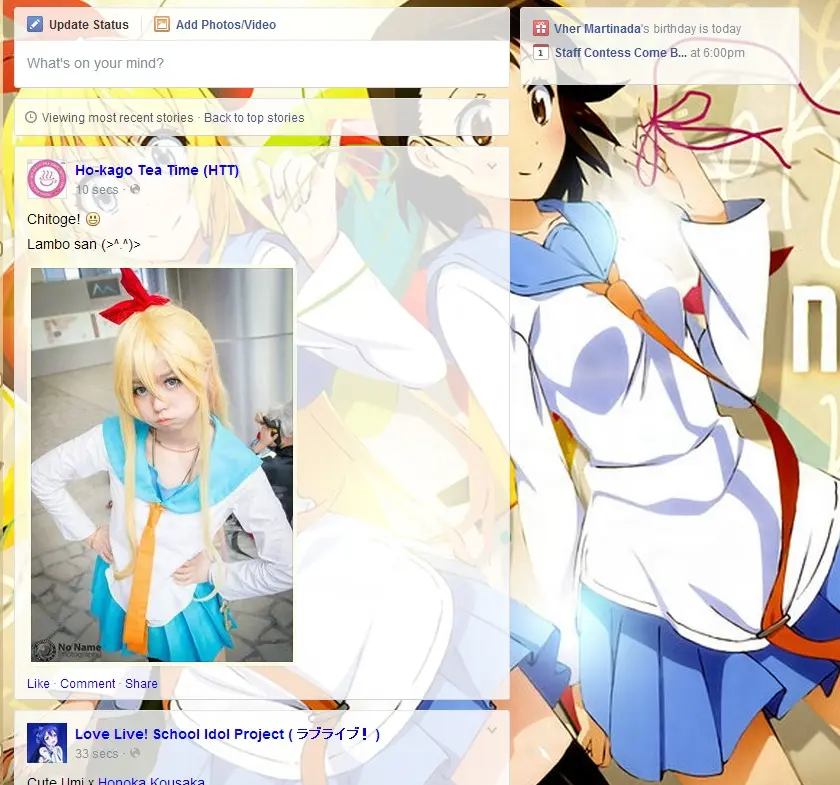 Update Status
Add Photos/Video
What's on your mind?
Vher Martinada's birthday is today
1
Staff Contess Come B... at 6:00pm
Viewing most recent stories · Back to top stories
Ho-kago Tea Time (HTT)
10 secs ·
Chitoge! 😃
Lambo san (>^.^)>
No Name
Photography
Like · Comment · Share
Love Live! School Idol Project ( ラブライブ！ )
33 secs ·
Cute Umi x Honoka Kousaka